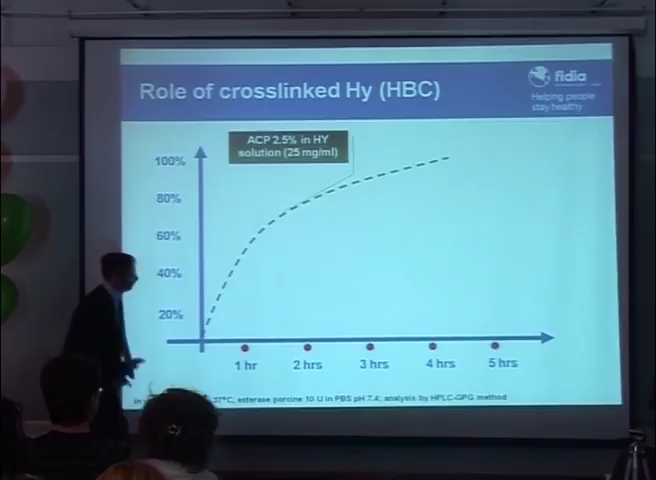 Role of crosslinked Hy (HBC)
fidia
Helping people
stay healthy
ACP 2.5% in HY
solution (25 mg/ml)
100%
80%
60%
40%
20%
1 hr
2 hrs
3 hrs
4 hrs
5 hrs
37°C, esterase porcine 10 U in PBS pH 7.4; analysis by HPLC-GPG method